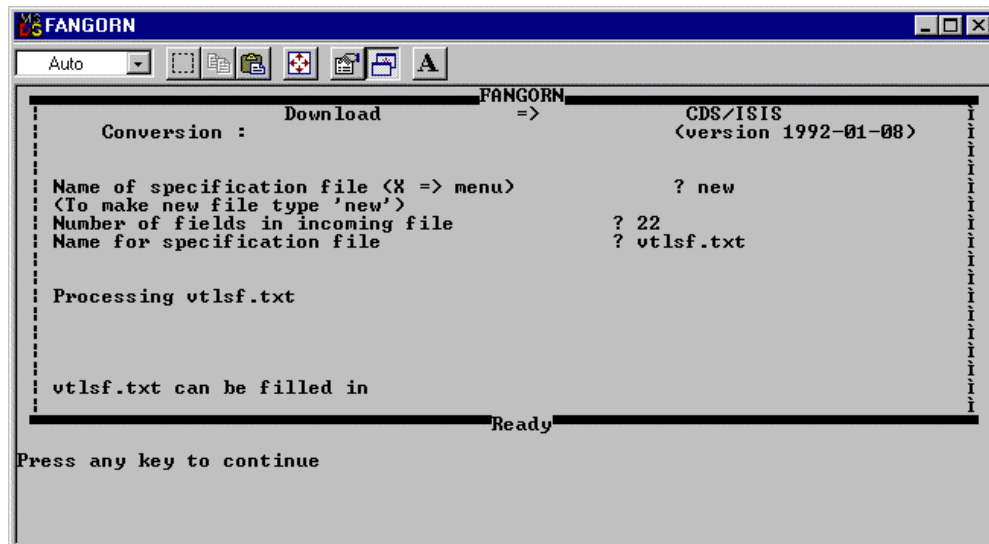 FANGORN
Auto
A
FANGORN
Download => CDS/ISIS
Conversion : (version 1992-01-08)
Name of specification file (X => menu) ? new
(To make new file type 'new')
Number of fields in incoming file ? 22
Name for specification file ? vtlsf.txt
Processing vtlsf.txt
vtlsf.txt can be filled in
Ready
Press any key to continue